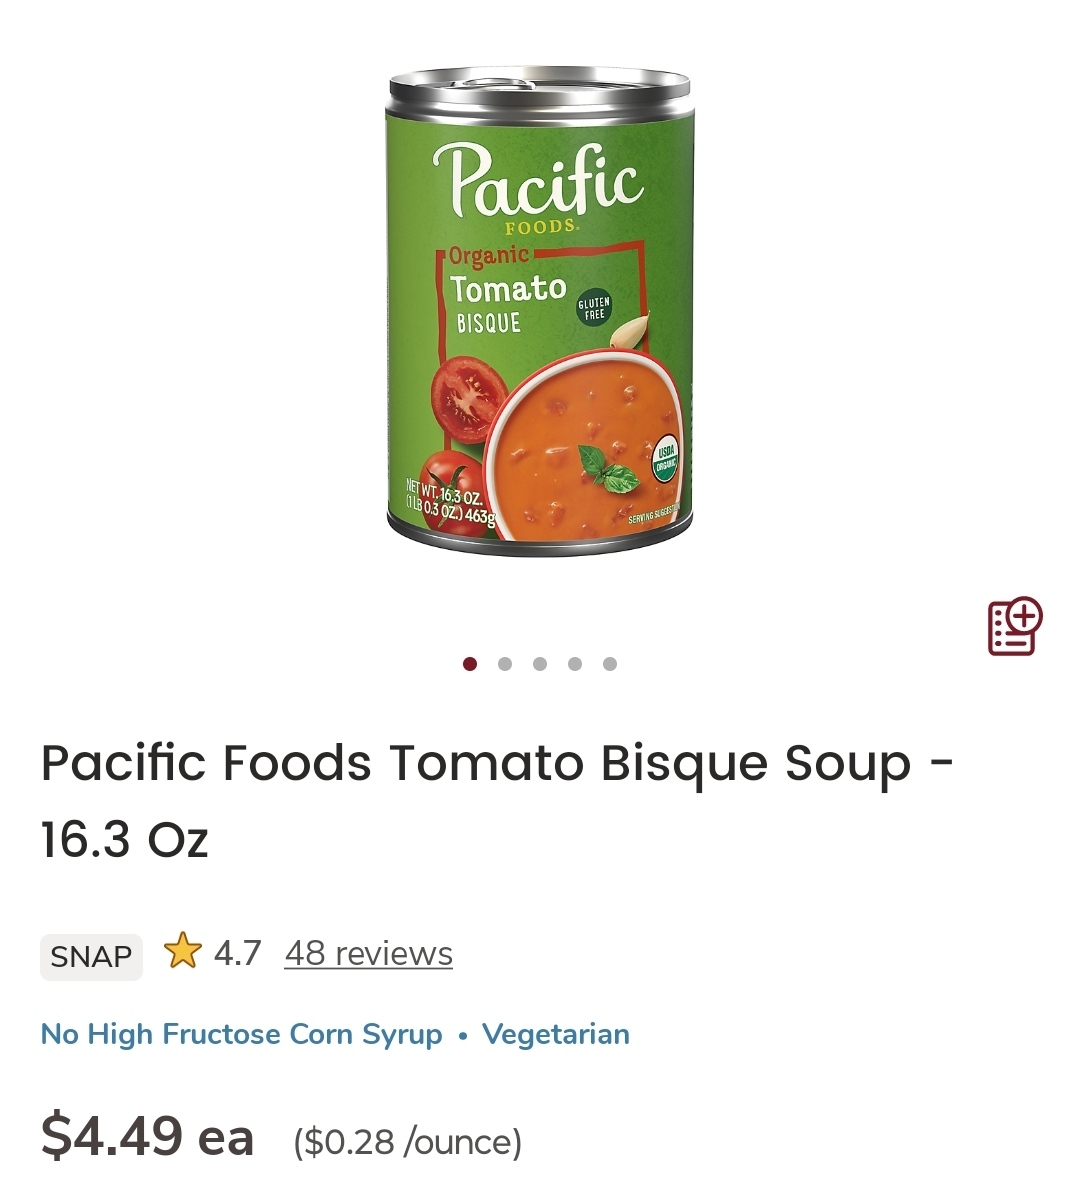 Pacific
FOODS.
Organic
Tomato
BISQUE
GLUTEN
FREE
USDA
ORGANIC
NET WT. 16.3 OZ.
(1 LB 0.3 OZ.) 463g
SERVING
Pacific Foods Tomato Bisque Soup -
16.3 Oz
SNAP 4.7 48 reviews
No High Fructose Corn Syrup • Vegetarian
$4.49 ea ($0.28 /ounce)